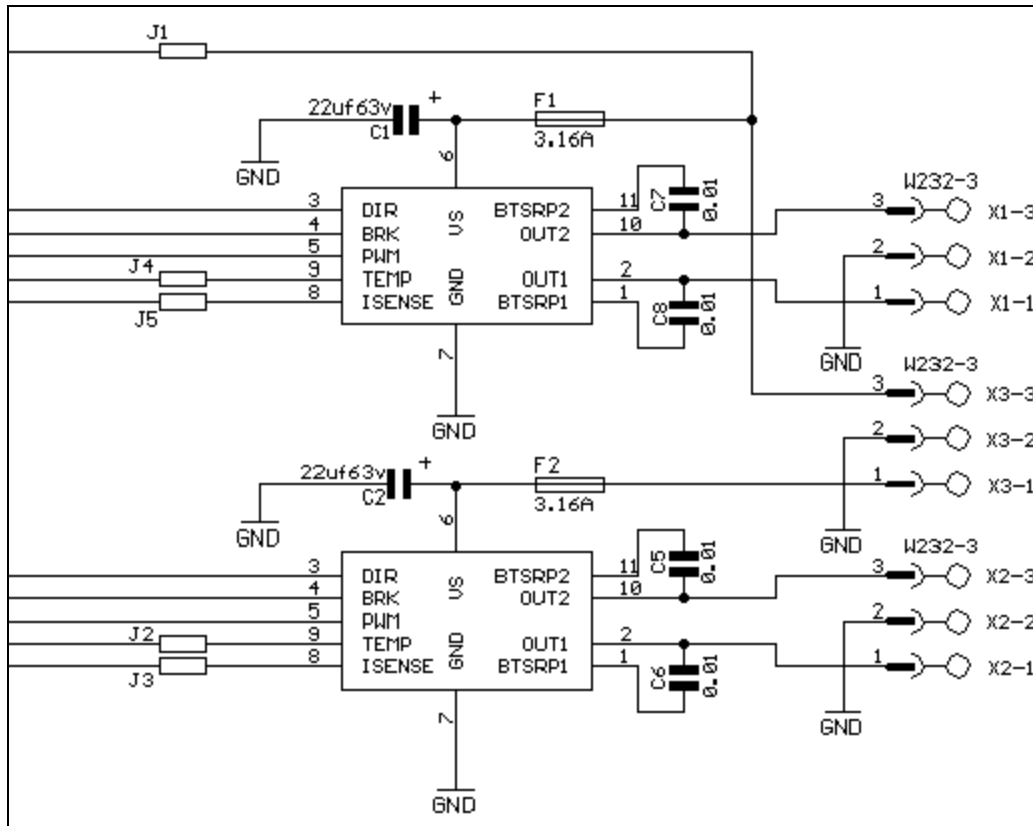 J1
22uf63v + F1
C1 3.16A
GND 6
W232-3
3 DIR VS BTSRP2 11 C7 0.01 3 X1-3
4 BRK OUT2 10
5 PWM 2 X1-2
J4 9 TEMP GND OUT1 2
8 ISENSE BTSRP1 1 C8 0.01 1 X1-1
J5
7 GND W232-3
3 X3-3
GND
2 X3-2
22uf63v + F2
C2 3.16A 1 X3-1
GND 6 GND
W232-3
3 DIR VS BTSRP2 11 C5 0.01 3 X2-3
4 BRK OUT2 10
5 PWM 2 X2-2
J2 9 TEMP GND OUT1 2
8 ISENSE BTSRP1 1 C6 0.01 1 X2-1
J3
7 GND
GND